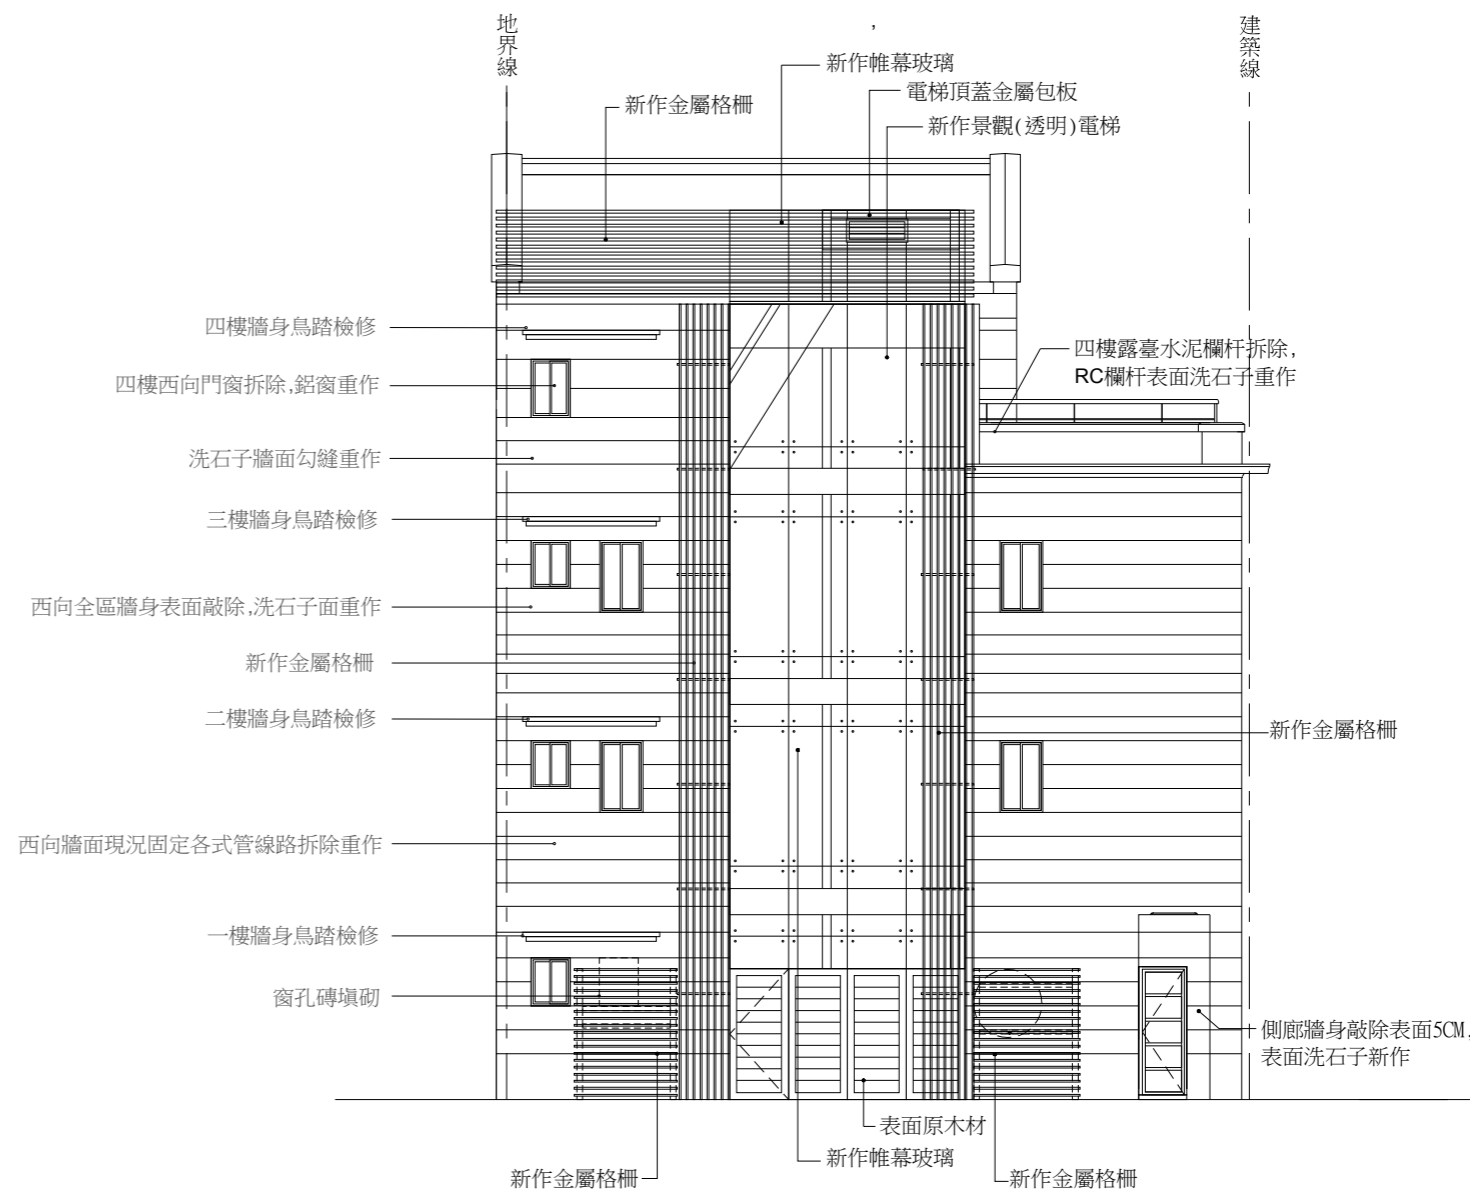 地界線
,
建築線
新作帷幕玻璃
電梯頂蓋金屬包板
新作金屬格柵
新作景觀(透明)電梯
四樓牆身鳥踏檢修
四樓露臺水泥欄杆拆除,
RC欄杆表面洗石子重作
四樓西向門窗拆除,鋁窗重作
洗石子牆面勾縫重作
三樓牆身鳥踏檢修
西向全區牆身表面敲除,洗石子面重作
新作金屬格柵
二樓牆身鳥踏檢修
新作金屬格柵
西向牆面現況固定各式管線路拆除重作
一樓牆身鳥踏檢修
窗孔磚塡砌
側廊牆身敲除表面5CM,
表面洗石子新作
表面原木材
新作帷幕玻璃
新作金屬格柵
新作金屬格柵